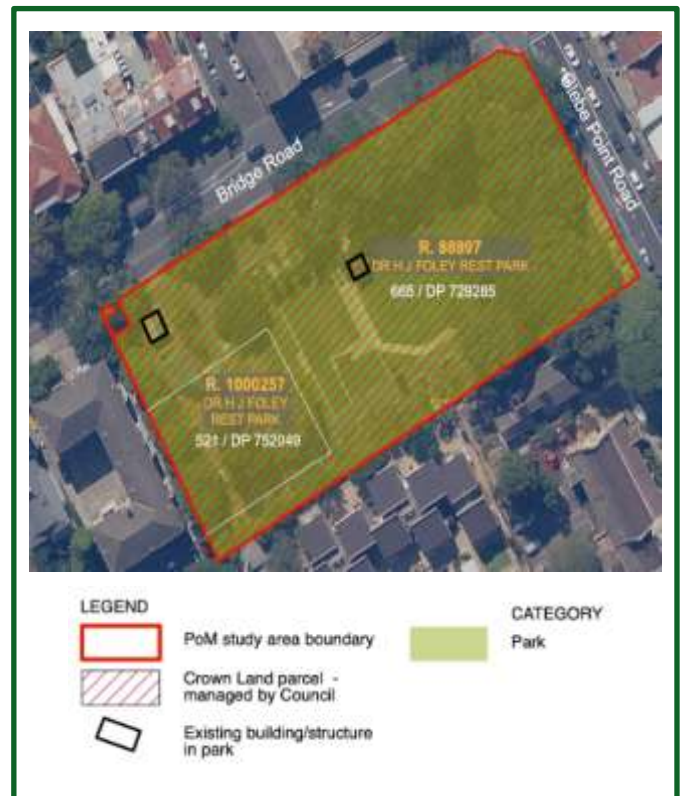 Bridge Road
Glebe Point Road
R. 88897
DR H J FOLEY REST PARK
665 / DP 729285
R. 1000257
DR H J FOLEY
REST PARK
521 / DP 752049
LEGEND
PoM study area boundary
Crown Land parcel -
managed by Council
Existing building/structure
in park
CATEGORY
Park